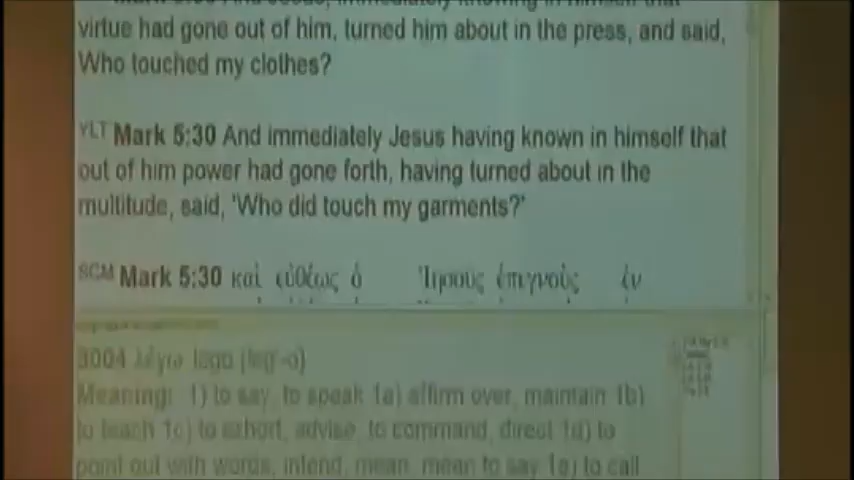 virtue had gone out of him, turned him about in the press, and said,
Who touched my clothes?
YLT Mark 5:30 And immediately Jesus having known in himself that
out of him power had gone forth, having turned about in the
multitude, said, 'Who did touch my garments?'
SCM Mark 5:30 καὶ εὐθέως ὁ Ἰησοῦς ἐπιγνοὺς ἐν
3004 λέγω lego {leg'-o}
Meaning: 1) to say, to speak 1a) affirm over, maintain 1b)
to teach 1c) to exhort, advise, to command, direct 1d) to
point out with words, intend, mean, mean to say 1e) to call